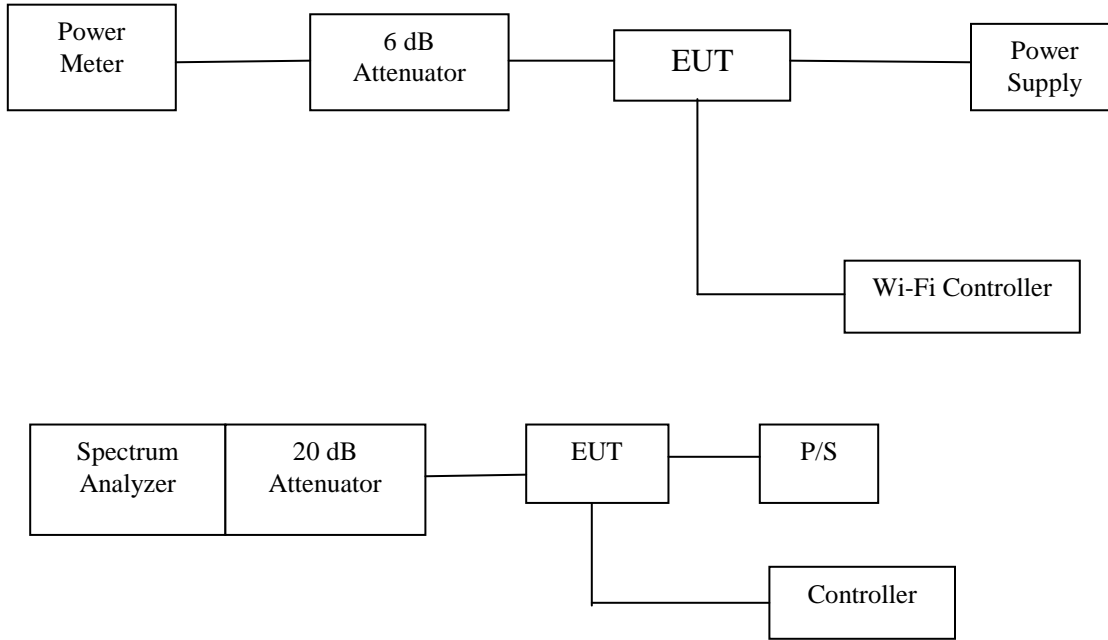 Power
Meter
6 dB
Attenuator
EUT
Power
Supply
Wi-Fi Controller
Spectrum
Analyzer
20 dB
Attenuator
EUT
P/S
Controller